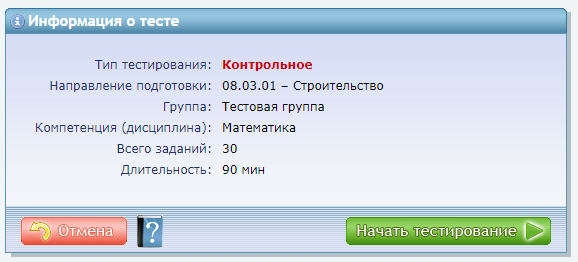 Информация о тесте
Тип тестирования: Контрольное
Направление подготовки: 08.03.01 – Строительство
Группа: Тестовая группа
Компетенция (дисциплина): Математика
Всего заданий: 30
Длительность: 90 мин
Отмена ? Начать тестирование